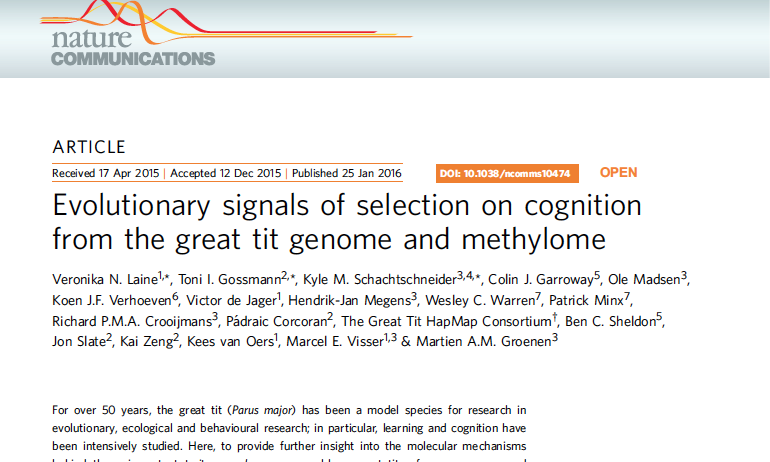 nature
COMMUNICATIONS
ARTICLE
Received 17 Apr 2015 | Accepted 12 Dec 2015 | Published 25 Jan 2016
DOI: 10.1038/ncomms10474
OPEN
Evolutionary signals of selection on cognition
from the great tit genome and methylome
Veronika N. Laine1,*, Toni I. Gossmann2,*, Kyle M. Schachtschneider3,4,*, Colin J. Garroway5, Ole Madsen3,
Koen J.F. Verhoeven6, Victor de Jager1, Hendrik-Jan Megens3, Wesley C. Warren7, Patrick Minx7,
Richard P.M.A. Crooijmans3, Pádraic Corcoran2, The Great Tit HapMap Consortium†, Ben C. Sheldon5,
Jon Slate2, Kai Zeng2, Kees van Oers1, Marcel E. Visser1,3 & Martien A.M. Groenen3
For over 50 years, the great tit (Parus major) has been a model species for research in
evolutionary, ecological and behavioural research; in particular, learning and cognition have
been intensively studied. Here, to provide further insight into the molecular mechanisms